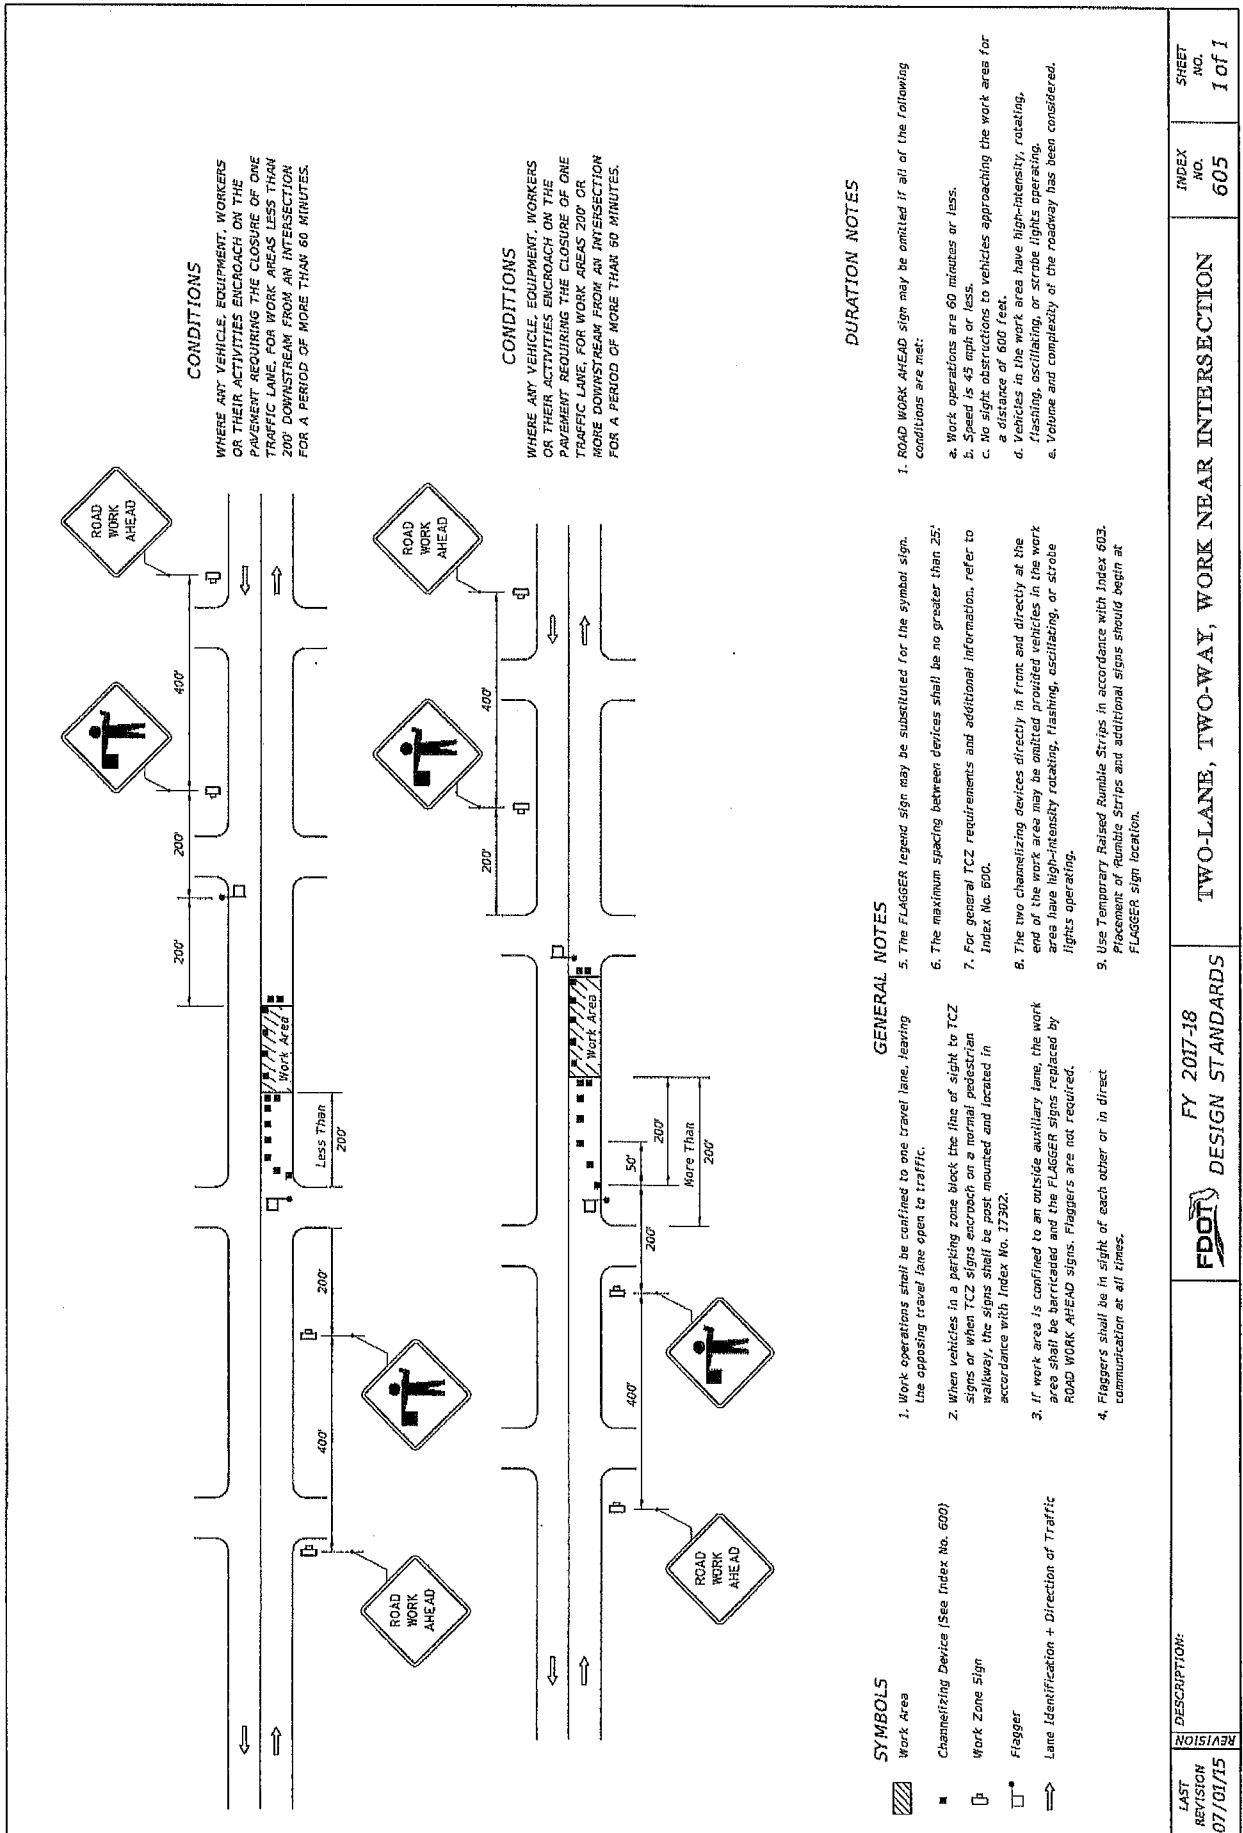 ROAD
WORK
AHEAD
400'
200'
200'
Work Area
Less Than
200'
200'
400'
ROAD
WORK
AHEAD
CONDITIONS
WHERE ANY VEHICLE, EQUIPMENT, WORKERS
OR THEIR ACTIVITIES ENCROACH ON THE
PAVEMENT REQUIRING THE CLOSURE OF ONE
TRAFFIC LANE, FOR WORK AREAS LESS THAN
200' DOWNSTREAM FROM AN INTERSECTION
FOR A PERIOD OF MORE THAN 60 MINUTES.
ROAD
WORK
AHEAD
400'
200'
Work Area
200'
50'
More Than
200'
200'
400'
ROAD
WORK
AHEAD
CONDITIONS
WHERE ANY VEHICLE, EQUIPMENT, WORKERS
OR THEIR ACTIVITIES ENCROACH ON THE
PAVEMENT REQUIRING THE CLOSURE OF ONE
TRAFFIC LANE, FOR WORK AREAS 200' OR
MORE DOWNSTREAM FROM AN INTERSECTION
FOR A PERIOD OF MORE THAN 60 MINUTES.
SYMBOLS
Work Area
Channelizing Device (See Index No. 600)
Work Zone Sign
Flagger
Lane Identification + Direction of Traffic
GENERAL NOTES
1. Work operations shall be confined to one travel lane, leaving
the opposing travel lane open to traffic.
2. When vehicles in a parking zone block the line of sight to TCZ
signs or when TCZ signs encroach on a normal pedestrian
walkway, the signs shall be post mounted and located in
accordance with Index No. 17302.
3. If work area is confined to an outside auxiliary lane, the work
area shall be barricaded and the FLAGGER signs replaced by
ROAD WORK AHEAD signs. Flaggers are not required.
4. Flaggers shall be in sight of each other or in direct
communication at all times.
5. The FLAGGER legend sign may be substituted for the symbol sign.
6. The maximum spacing between devices shall be no greater than 25'.
7. For general TCZ requirements and additional information, refer to
Index No. 600.
8. The two channelizing devices directly in front and directly at the
end of the work area may be omitted provided vehicles in the work
area have high-intensity rotating, flashing, oscillating, or strobe
lights operating.
9. Use Temporary Raised Rumble Strips in accordance with Index 603.
Placement of Rumble Strips and additional signs should begin at
FLAGGER sign location.
DURATION NOTES
1. ROAD WORK AHEAD sign may be omitted if all of the following
conditions are met:
a. Work operations are 60 minutes or less.
b. Speed is 45 mph or less.
c. No sight obstructions to vehicles approaching the work area for
a distance of 600 feet.
d. Vehicles in the work area have high-intensity, rotating,
flashing, oscillating, or strobe lights operating.
e. Volume and complexity of the roadway has been considered.
LAST
REVISION
07/01/15
REVISION
DESCRIPTION:
FDOT
FY 2017-18
DESIGN STANDARDS
TWO-LANE, TWO-WAY, WORK NEAR INTERSECTION
INDEX
NO.
605
SHEET
NO.
1 of 1